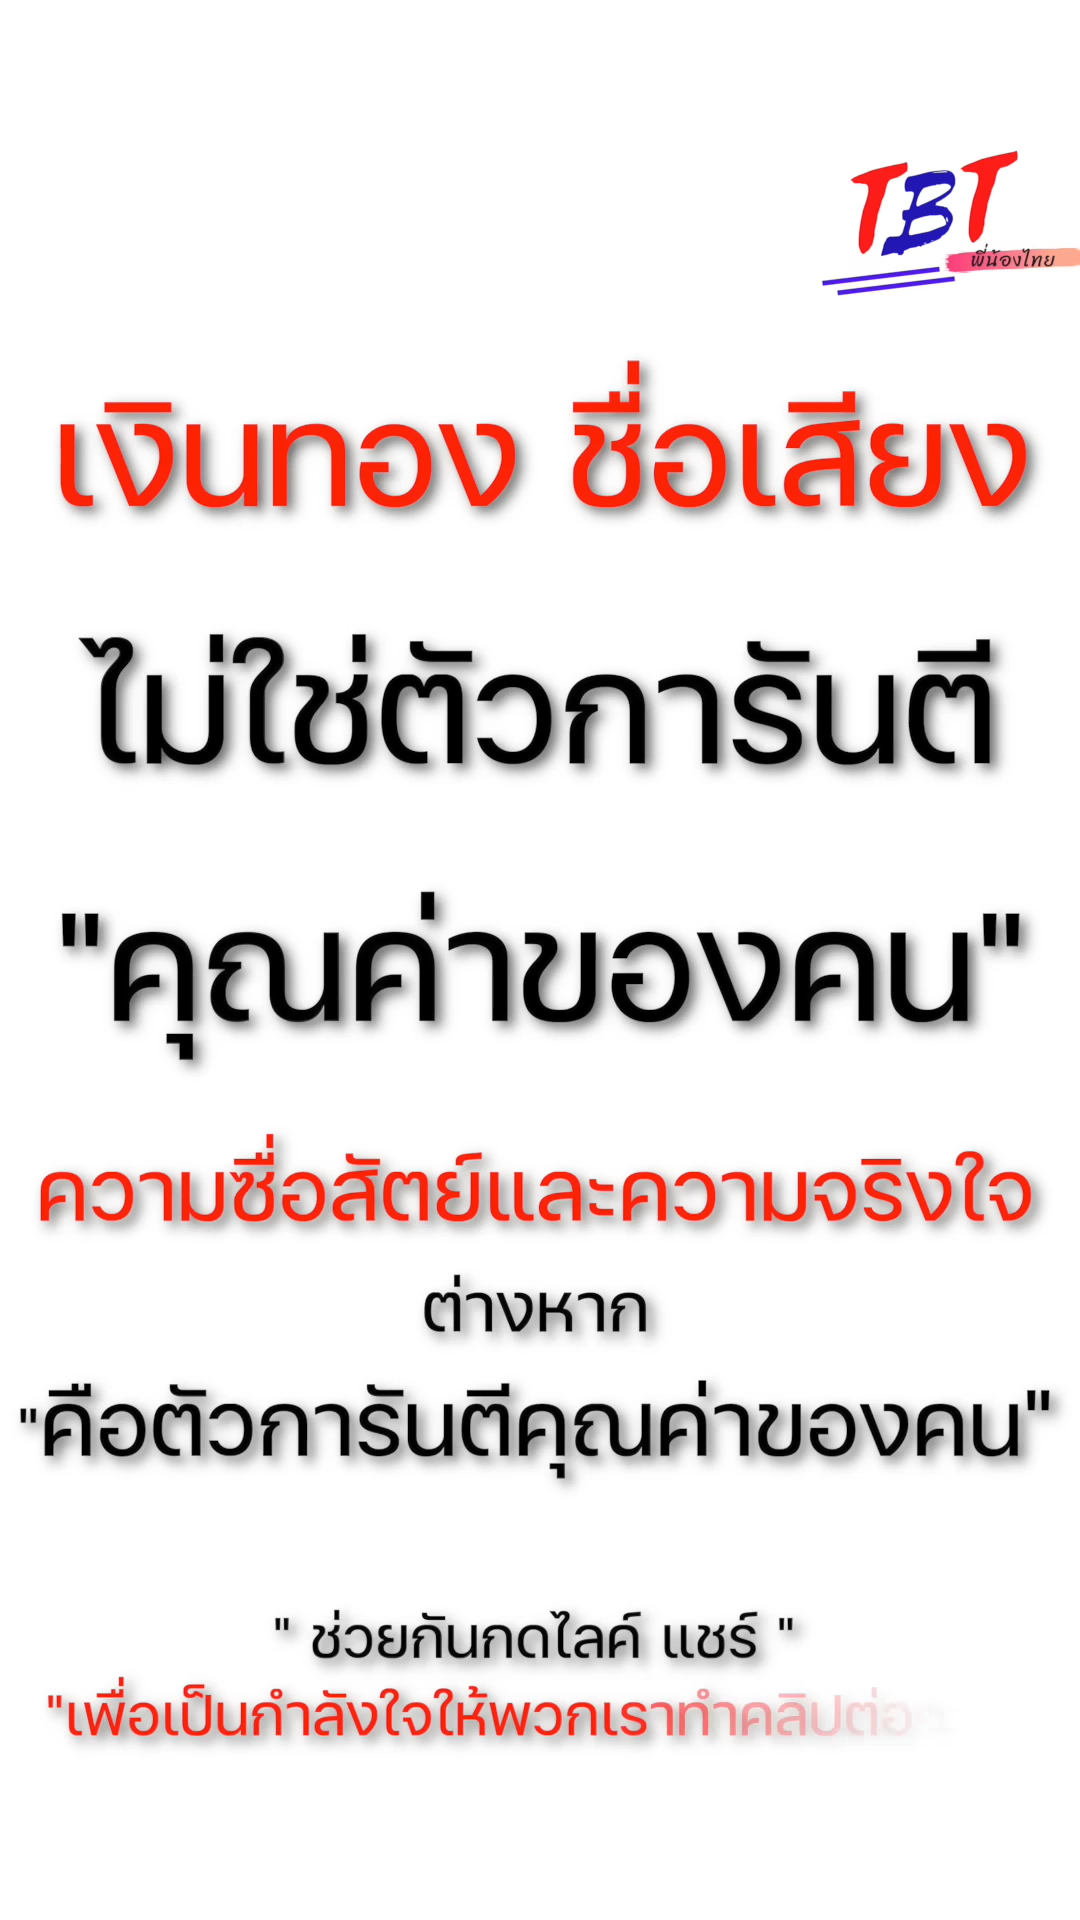 TBT
พี่น้องไทย
เงินทอง ชื่อเสียง
ไม่ใช่ตัวการันตี
"คุณค่าของคน"
ความซื่อสัตย์และความจริงใจ
ต่างหาก
"คือตัวการันตีคุณค่าของคน"
" ช่วยกันกดไลค์ แชร์ "
"เพื่อเป็นกำลังใจให้พวกเราทำคลิปต่อ